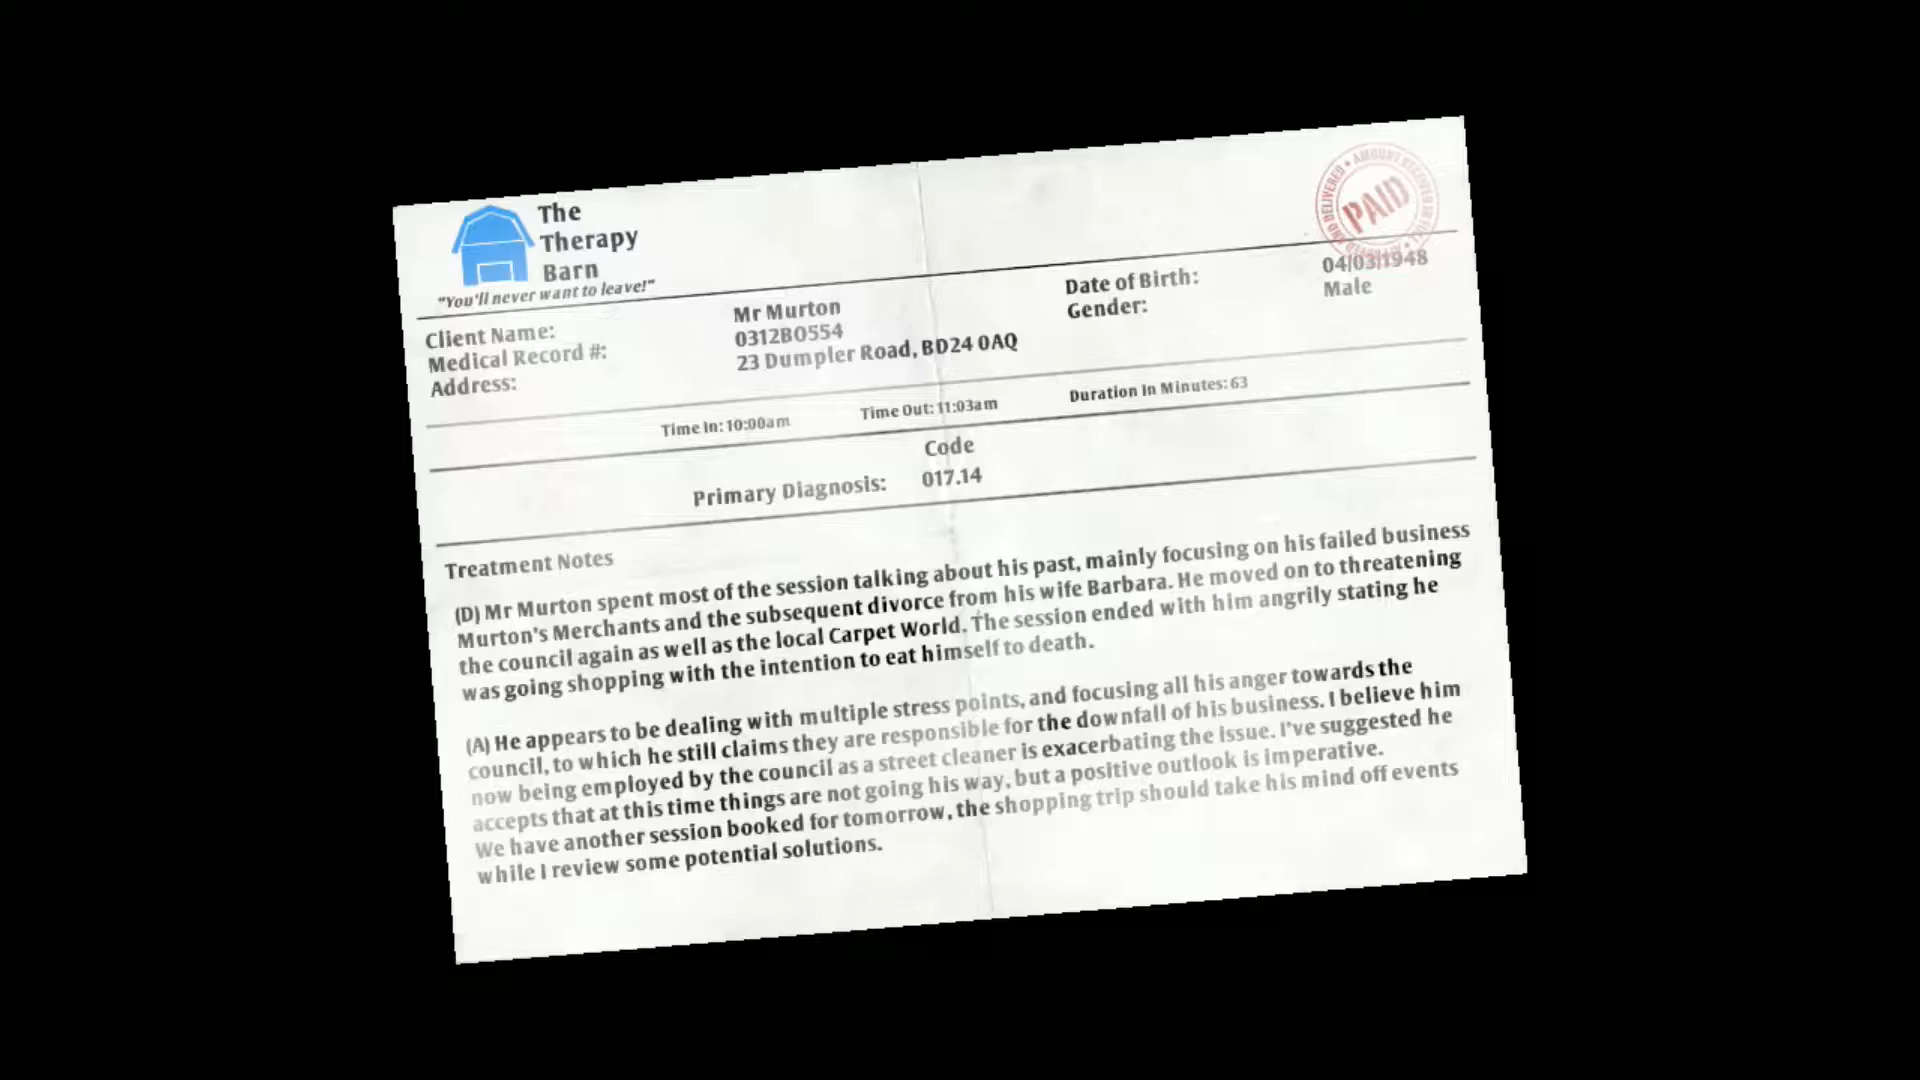 The
Therapy
Barn
"You'll never want to leave!"
AMOUNT RECEIVED IN FULL • ACCEPTED AND DELIVERED •
PAID
Client Name: Mr Murton Date of Birth: 04/03/1948
Medical Record #: 0312BO554 Gender: Male
Address: 23 Dumpler Road, BD24 0AQ
Time In: 10:00am Time Out: 11:03am Duration In Minutes: 63
Code
Primary Diagnosis: 017.14
Treatment Notes
(D) Mr Murton spent most of the session talking about his past, mainly focusing on his failed business
Murton's Merchants and the subsequent divorce from his wife Barbara. He moved on to threatening
the council again as well as the local Carpet World. The session ended with him angrily stating he
was going shopping with the intention to eat himself to death.
(A) He appears to be dealing with multiple stress points, and focusing all his anger towards the
council, to which he still claims they are responsible for the downfall of his business. I believe him
now being employed by the council as a street cleaner is exacerbating the issue. I've suggested he
accepts that at this time things are not going his way, but a positive outlook is imperative.
We have another session booked for tomorrow, the shopping trip should take his mind off events
while I review some potential solutions.